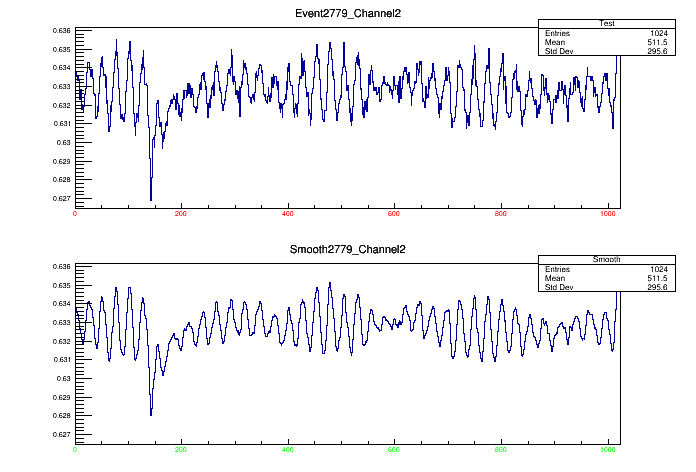 Event2779_Channel2
Test
Entries 1024
Mean 511.5
Std Dev 295.6
0.636
0.635
0.634
0.633
0.632
0.631
0.63
0.629
0.628
0.627
0 200 400 600 800 1000
Smooth2779_Channel2
Smooth
Entries 1024
Mean 511.5
Std Dev 295.6
0.636
0.635
0.634
0.633
0.632
0.631
0.63
0.629
0.628
0.627
0 200 400 600 800 1000